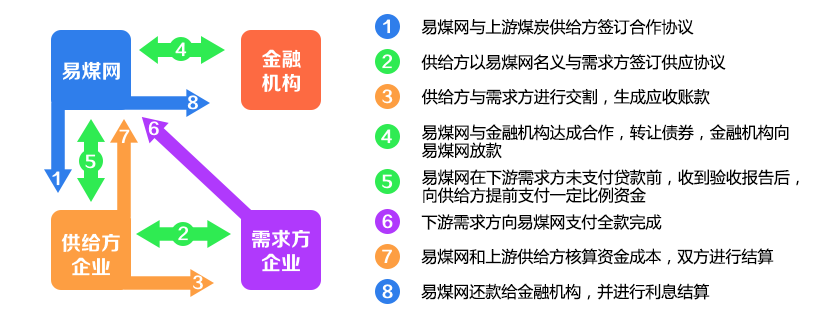 易煤网
4
金融
机构
8
7
6
5
1
供给方
企业
2
需求方
企业
3
1 易煤网与上游煤炭供给方签订合作协议
2 供给方以易煤网名义与需求方签订供应协议
3 供给方与需求方进行交割，生成应收账款
4 易煤网与金融机构达成合作，转让债券，金融机构向
易煤网放款
5 易煤网在下游需求方未支付贷款前，收到验收报告后，
向供给方提前支付一定比例资金
6 下游需求方向易煤网支付全款完成
7 易煤网和上游供给方核算资金成本，双方进行结算
8 易煤网还款给金融机构，并进行利息结算